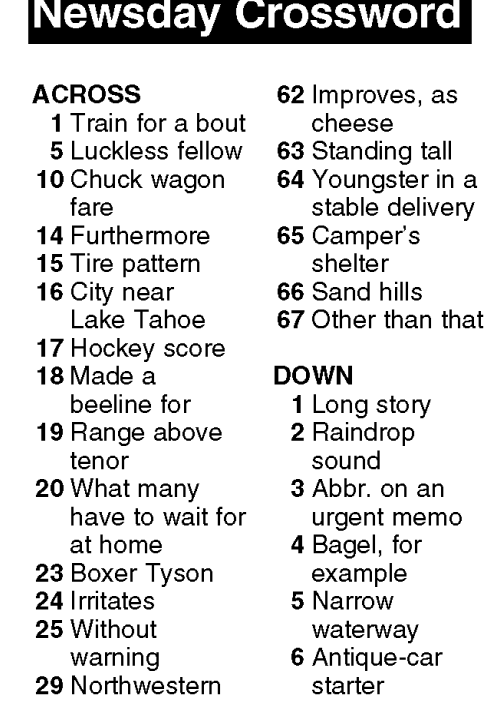 Newsday Crossword
ACROSS
1 Train for a bout
5 Luckless fellow
10 Chuck wagon
fare
14 Furthermore
15 Tire pattern
16 City near
Lake Tahoe
17 Hockey score
18 Made a
beeline for
19 Range above
tenor
20 What many
have to wait for
at home
23 Boxer Tyson
24 Irritates
25 Without
warning
29 Northwestern
62 Improves, as
cheese
63 Standing tall
64 Youngster in a
stable delivery
65 Camper's
shelter
66 Sand hills
67 Other than that
DOWN
1 Long story
2 Raindrop
sound
3 Abbr. on an
urgent memo
4 Bagel, for
example
5 Narrow
waterway
6 Antique-car
starter